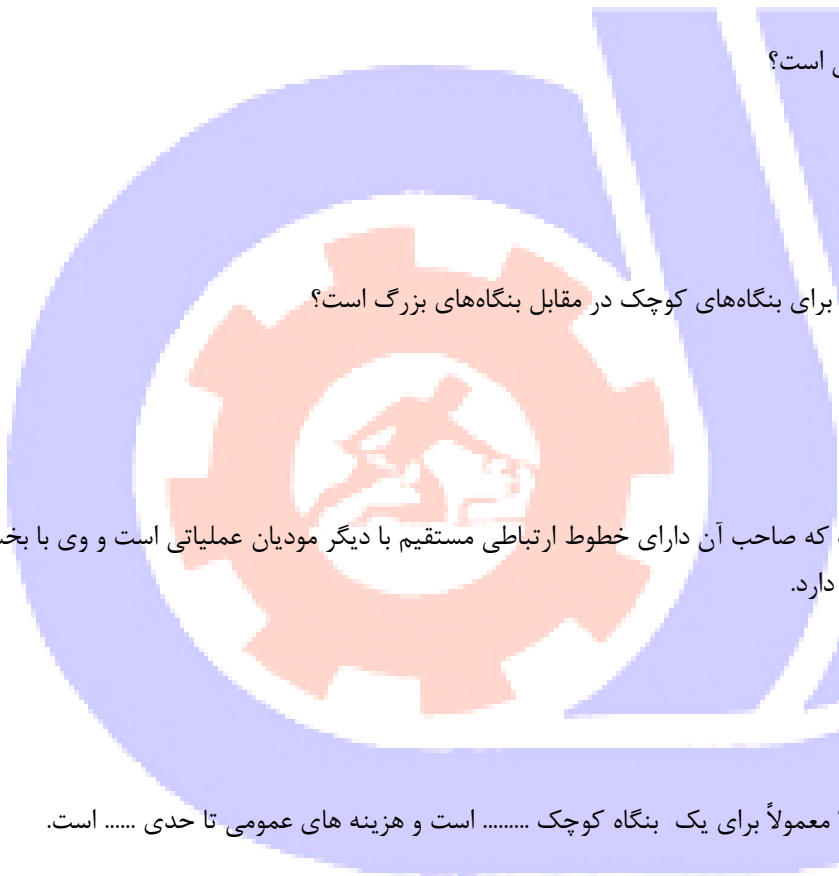 است؟
برای بنگاه‌های کوچک در مقابل بنگاه‌های بزرگ است؟
که صاحب آن دارای خطوط ارتباطی مستقیم با دیگر مودیان عملیاتی است و وی با
دارد.
معمولاً برای یک بنگاه کوچک ......... است و هزینه های عمومی تا حدی ...... است.